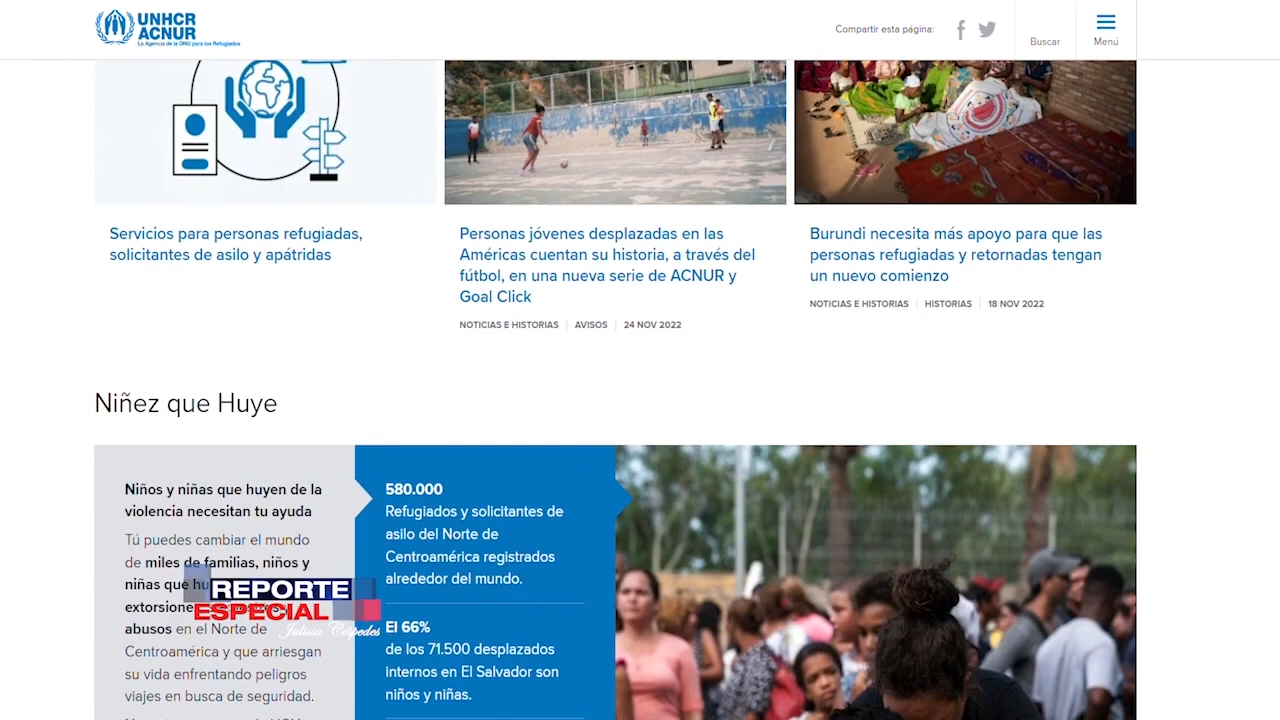 UNHCR
ACNUR
La Agencia de la ONU para los Refugiados
Compartir esta página:
Buscar
Menú
Servicios para personas refugiadas,
solicitantes de asilo y apátridas
Personas jóvenes desplazadas en las
Américas cuentan su historia, a través del
fútbol, en una nueva serie de ACNUR y
Goal Click
NOTICIAS E HISTORIAS
AVISOS
24 NOV 2022
Burundi necesita más apoyo para que las
personas refugiadas y retornadas tengan
un nuevo comienzo
NOTICIAS E HISTORIAS
HISTORIAS
18 NOV 2022
Niñez que Huye
Niños y niñas que huyen de la
violencia necesitan tu ayuda
Tú puedes cambiar el mundo
de miles de familias, niños y
niñas que
abusos en el Norte de
Centroamérica y que arriesgan
su vida enfrentando peligros
viajes en busca de seguridad.
REPORTE
ESPECIAL
Julissa Céspedes
580.000
Refugiados y solicitantes de
asilo del Norte de
Centroamérica registrados
alrededor del mundo.
El 66%
de los 71.500 desplazados
internos en El Salvador son
niños y niñas.